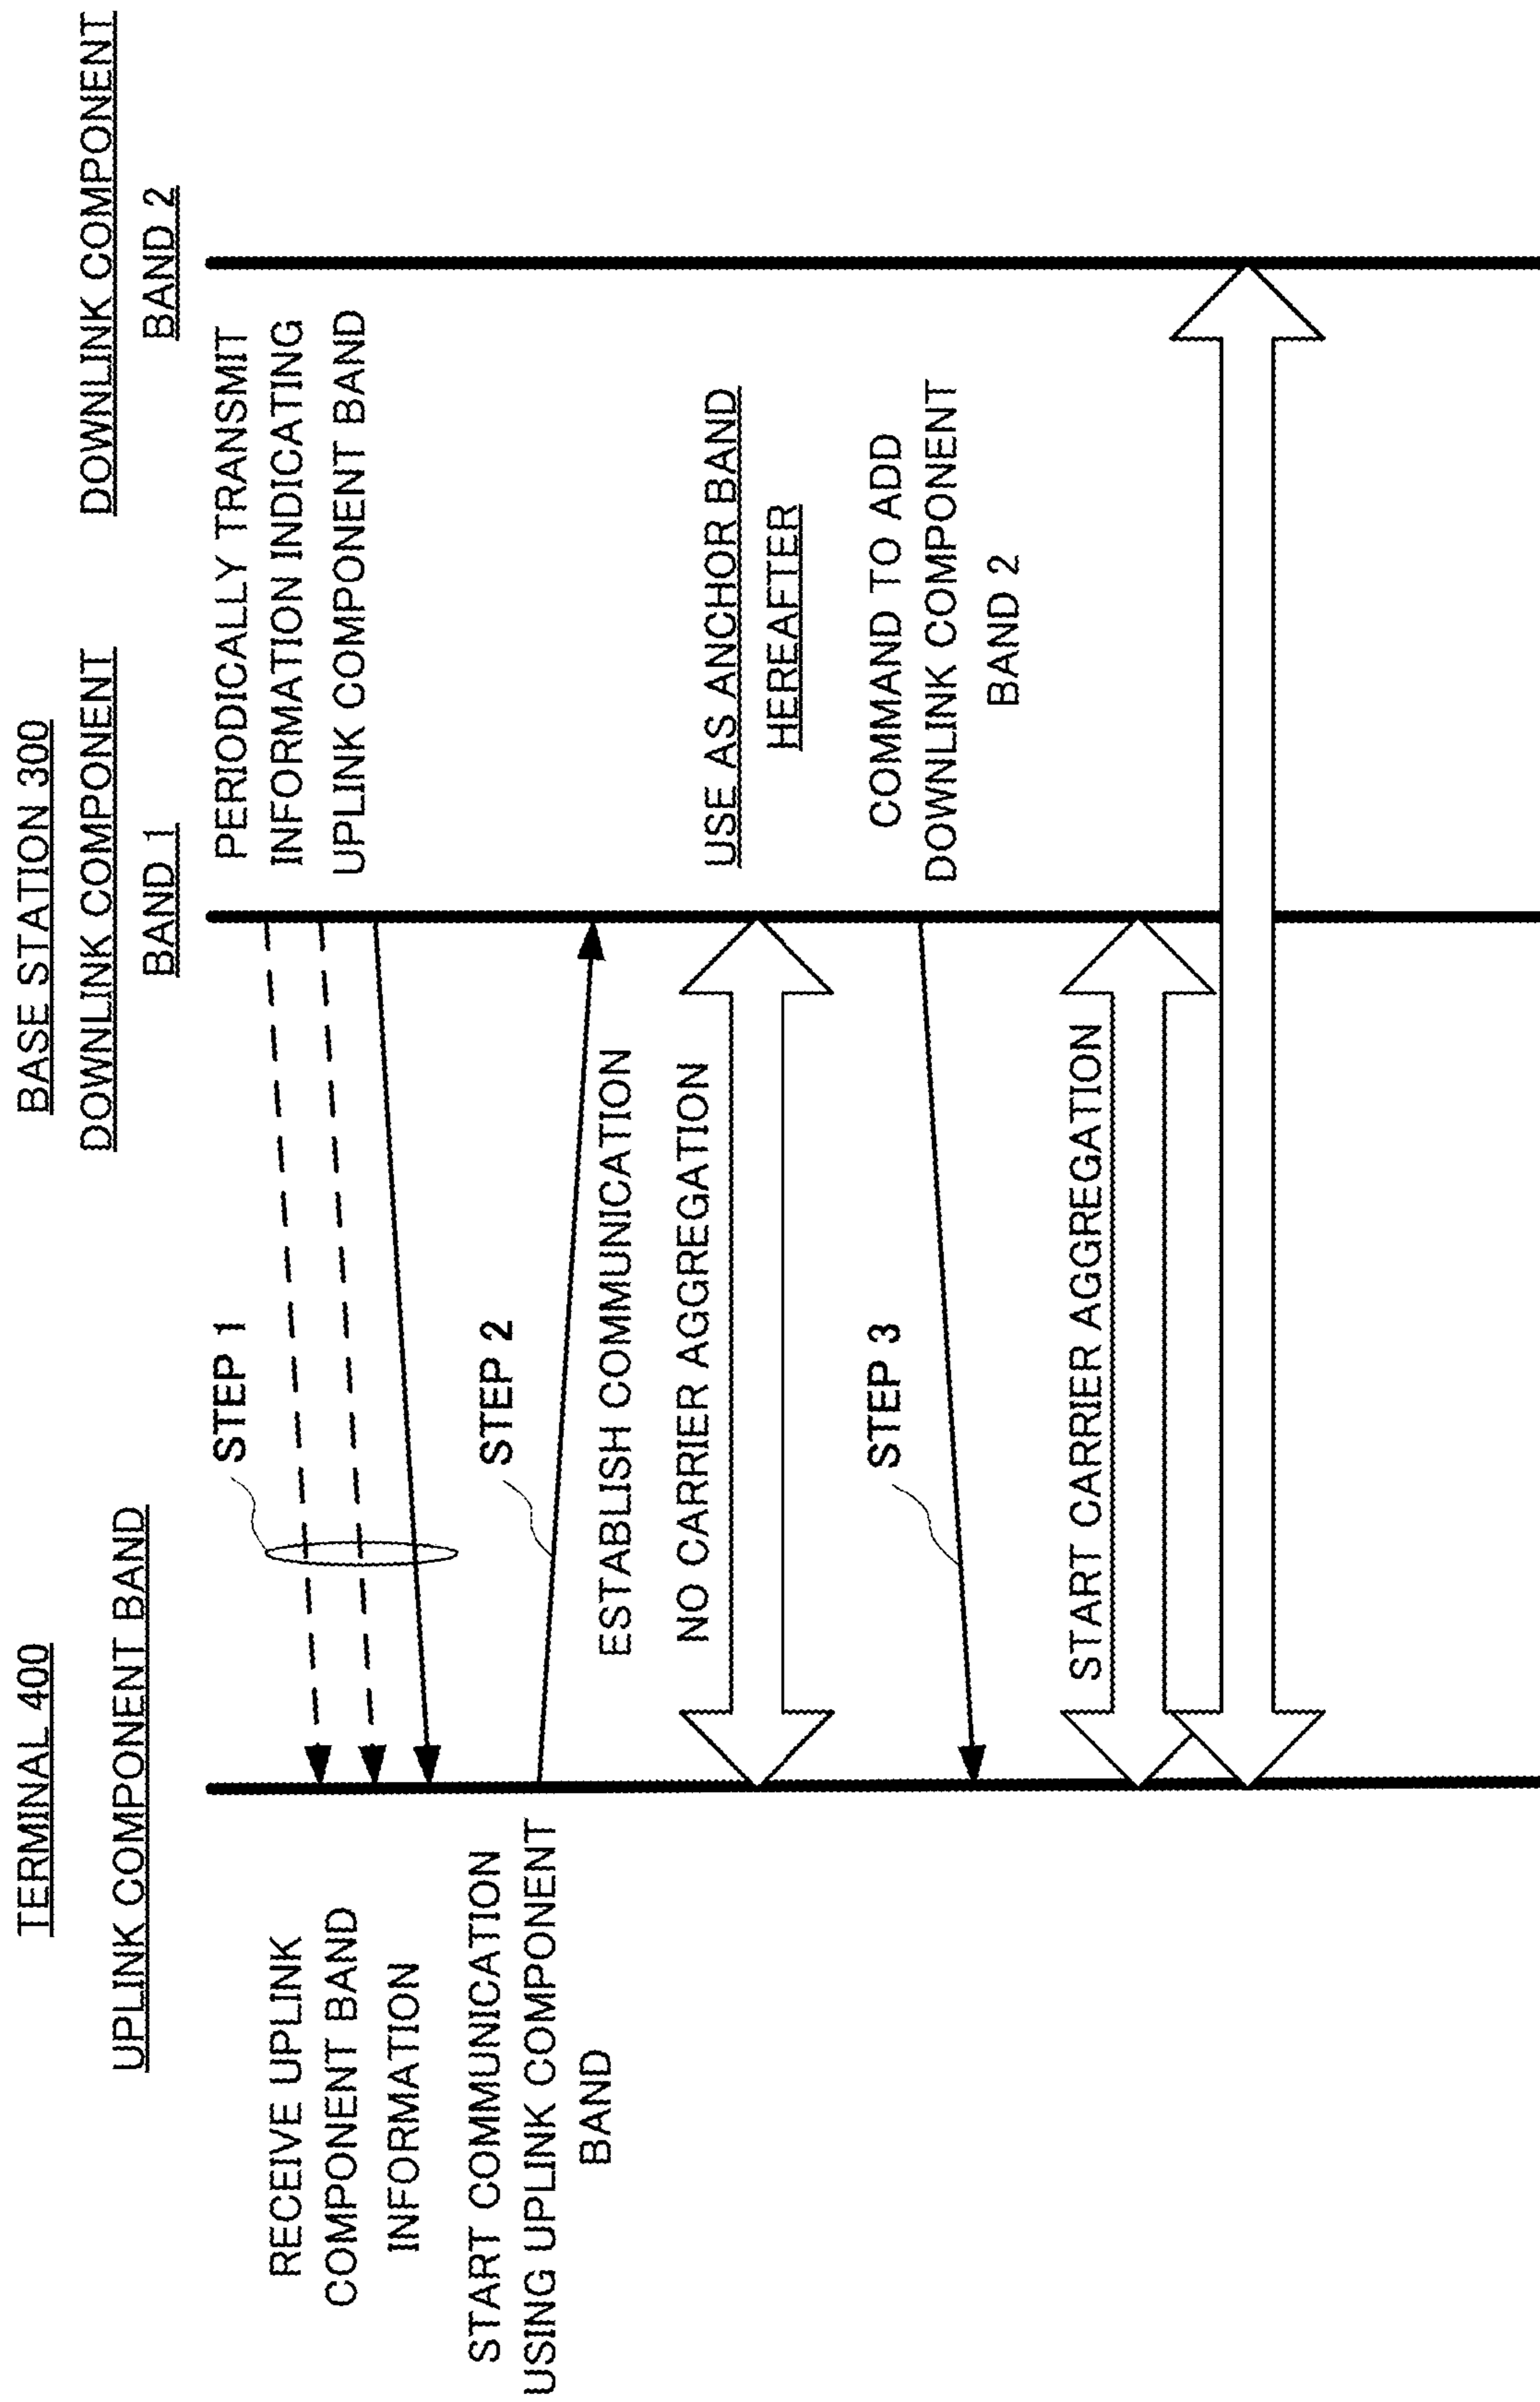 TERMINAL 400
BASE STATION 300
UPLINK COMPONENT BAND
DOWNLINK COMPONENT
BAND 1
DOWNLINK COMPONENT
BAND 2
STEP 1
PERIODICALLY TRANSMIT
INFORMATION INDICATING
UPLINK COMPONENT BAND
RECEIVE UPLINK
COMPONENT BAND
INFORMATION
START COMMUNICATION
USING UPLINK COMPONENT
BAND
STEP 2
ESTABLISH COMMUNICATION
NO CARRIER AGGREGATION
USE AS ANCHOR BAND
HEREAFTER
STEP 3
COMMAND TO ADD
DOWNLINK COMPONENT
BAND 2
START CARRIER AGGREGATION